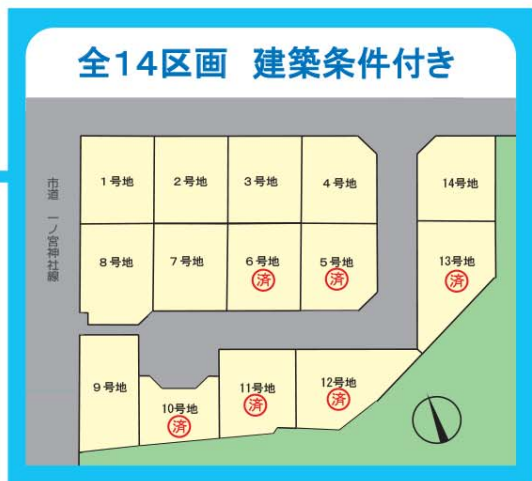 全14区画 建築条件付き
市道 一ノ宮神社線
1号地
2号地
3号地
4号地
14号地
8号地
7号地
6号地
済
5号地
済
13号地
済
9号地
10号地
済
11号地
済
12号地
済